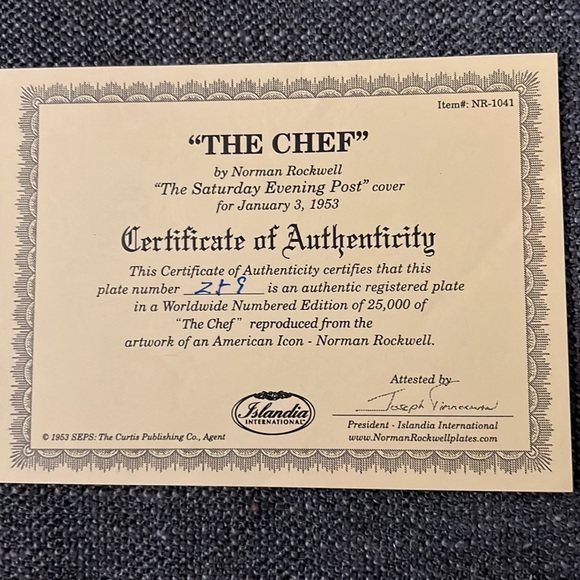 Item#: NR-1041
“THE CHEF”
by Norman Rockwell
“The Saturday Evening Post” cover
for January 3, 1953
Certificate of Authenticity
This Certificate of Authenticity certifies that this
plate number is an authentic registered plate
in a Worldwide Numbered Edition of 25,000 of
“The Chef” reproduced from the
artwork of an American Icon - Norman Rockwell.
Attested by
Joseph
Islandia
INTERNATIONAL
President - Islandia International
© 1953 SEPS: The Curtis Publishing Co., Agent
www.NormanRockwellplates.com